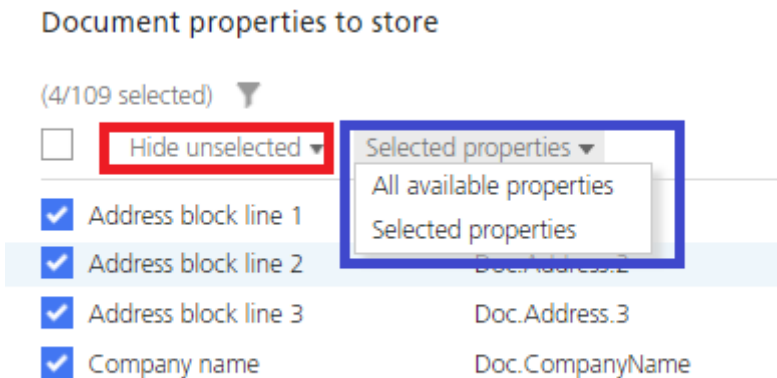 Document properties to store
(4/109 selected)
Hide unselected Selected properties
All available properties
Address block line 1
Selected properties
Address block line 2 Doc.Address.2
Address block line 3 Doc.Address.3
Company name Doc.CompanyName